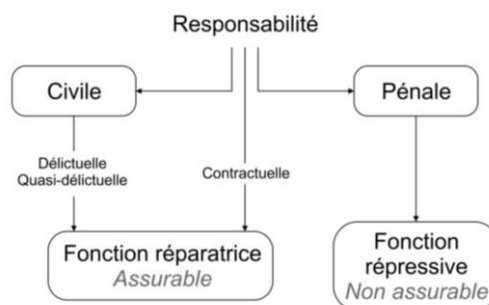 Responsabilité
Civile
Pénale
Délictuelle
Quasi-délictuelle
Contractuelle
Fonction réparatrice
Assurable
Fonction
répressive
Non assurable